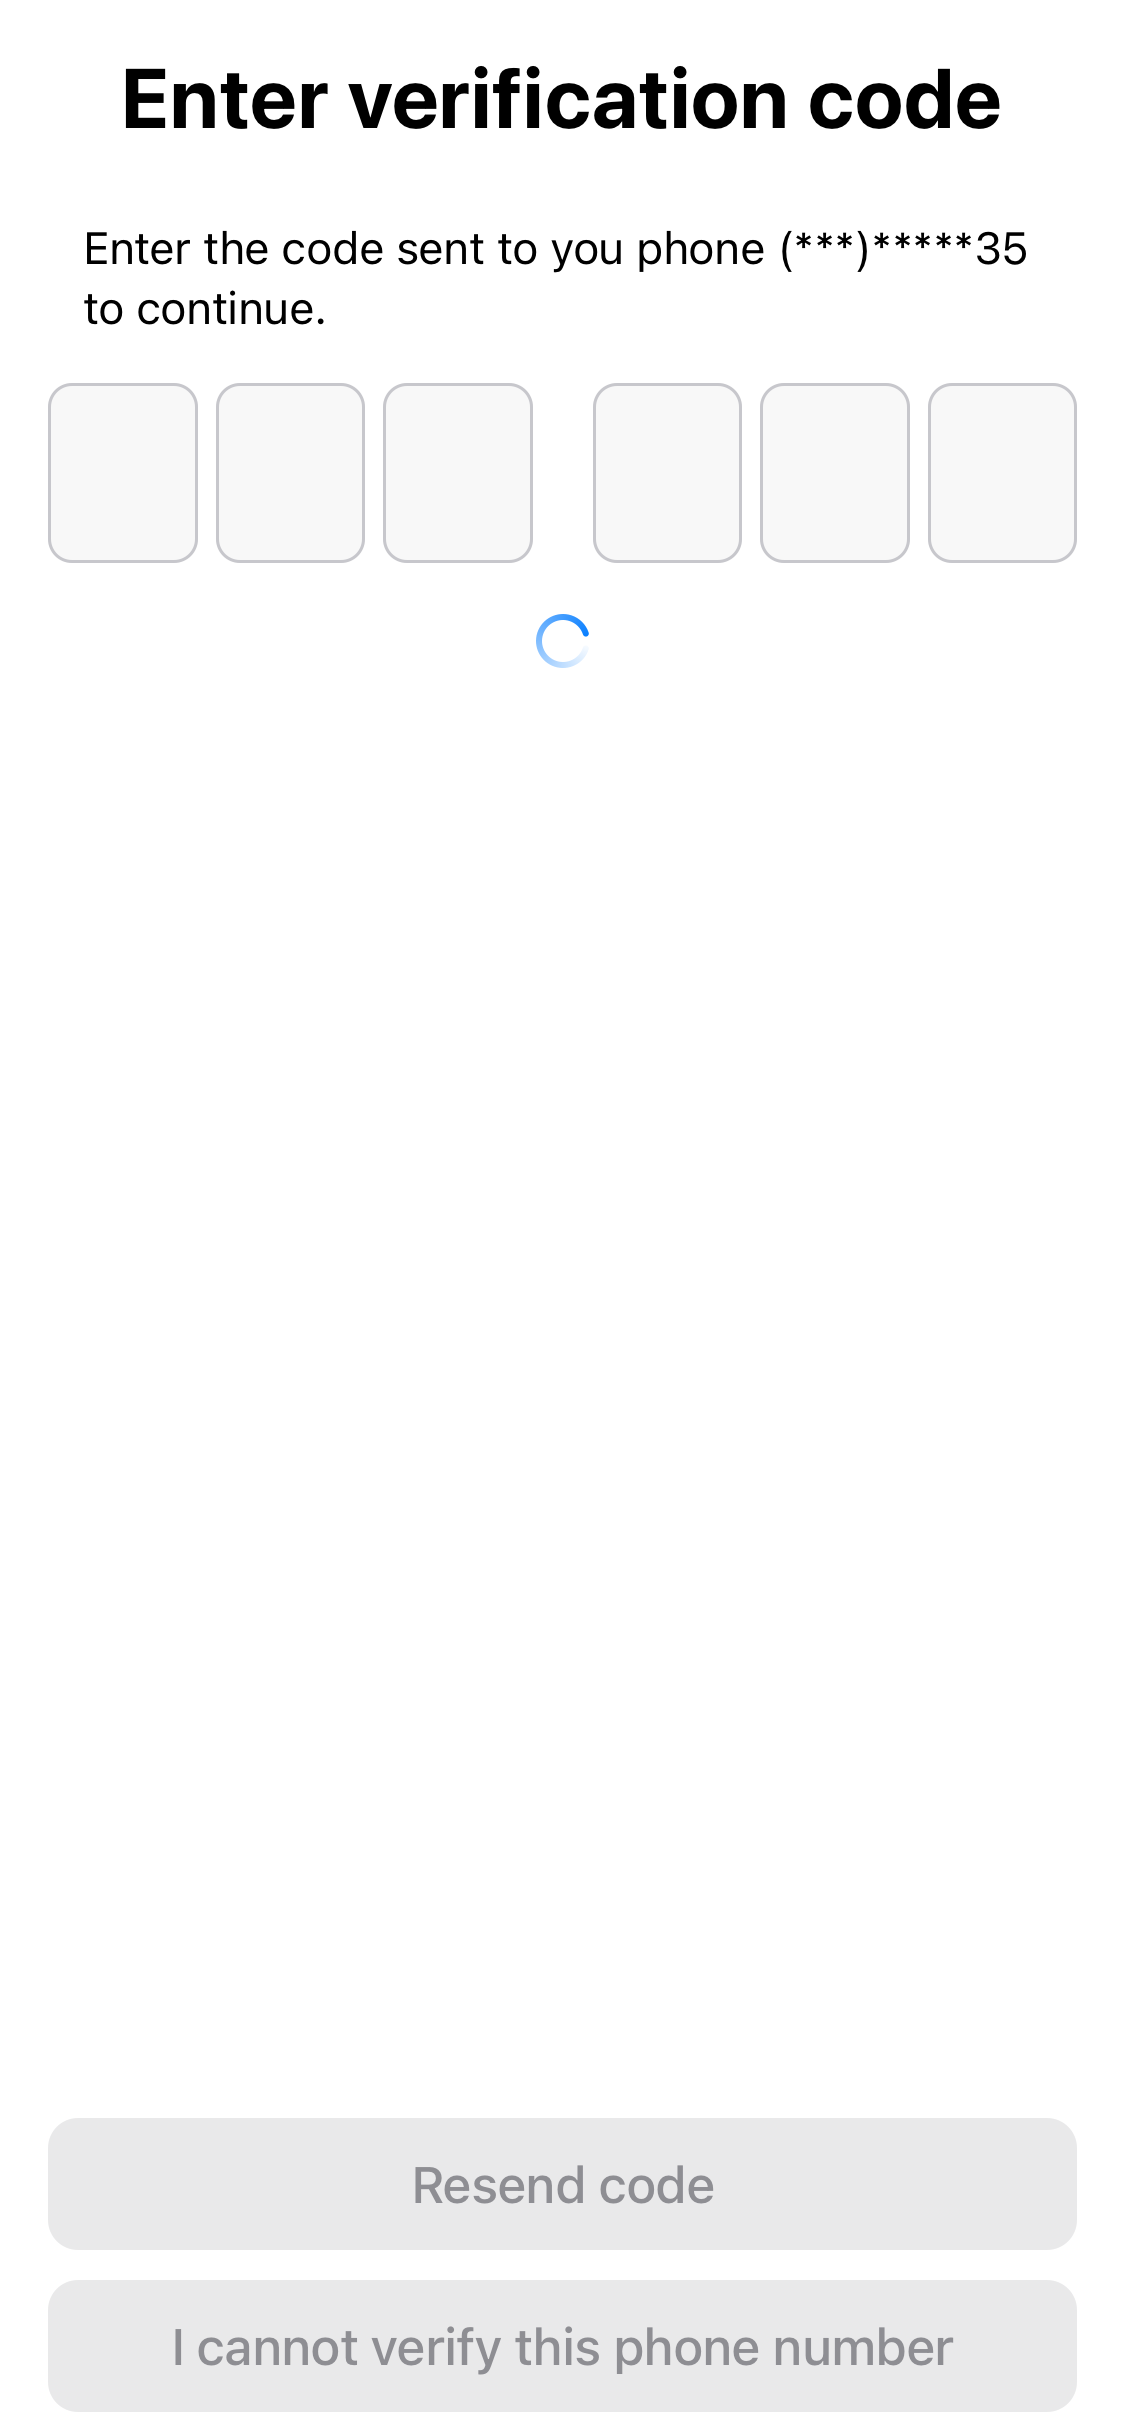 Enter verification code
Enter the code sent to you phone (***)*****35
to continue.
Resend code
I cannot verify this phone number